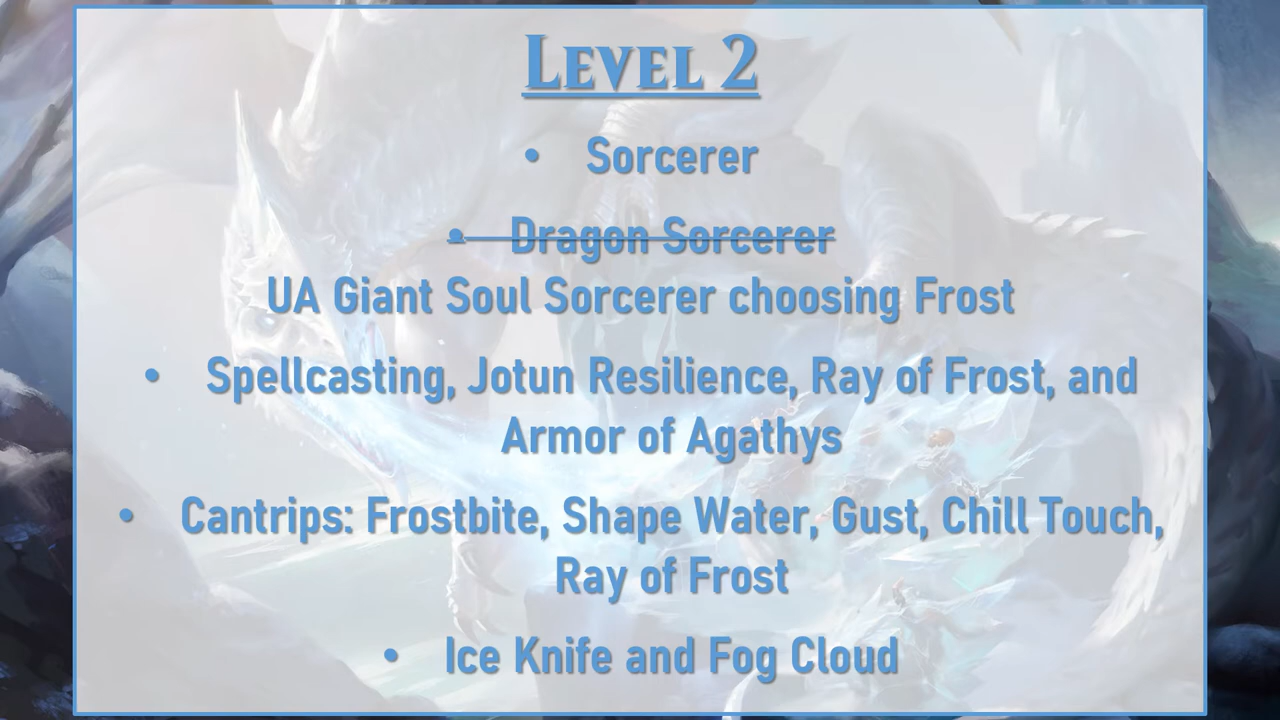 Level 2
• Sorcerer
• Dragon Sorcerer
UA Giant Soul Sorcerer choosing Frost
• Spellcasting, Jotun Resilience, Ray of Frost, and
Armor of Agathys
• Cantrips: Frostbite, Shape Water, Gust, Chill Touch,
Ray of Frost
• Ice Knife and Fog Cloud